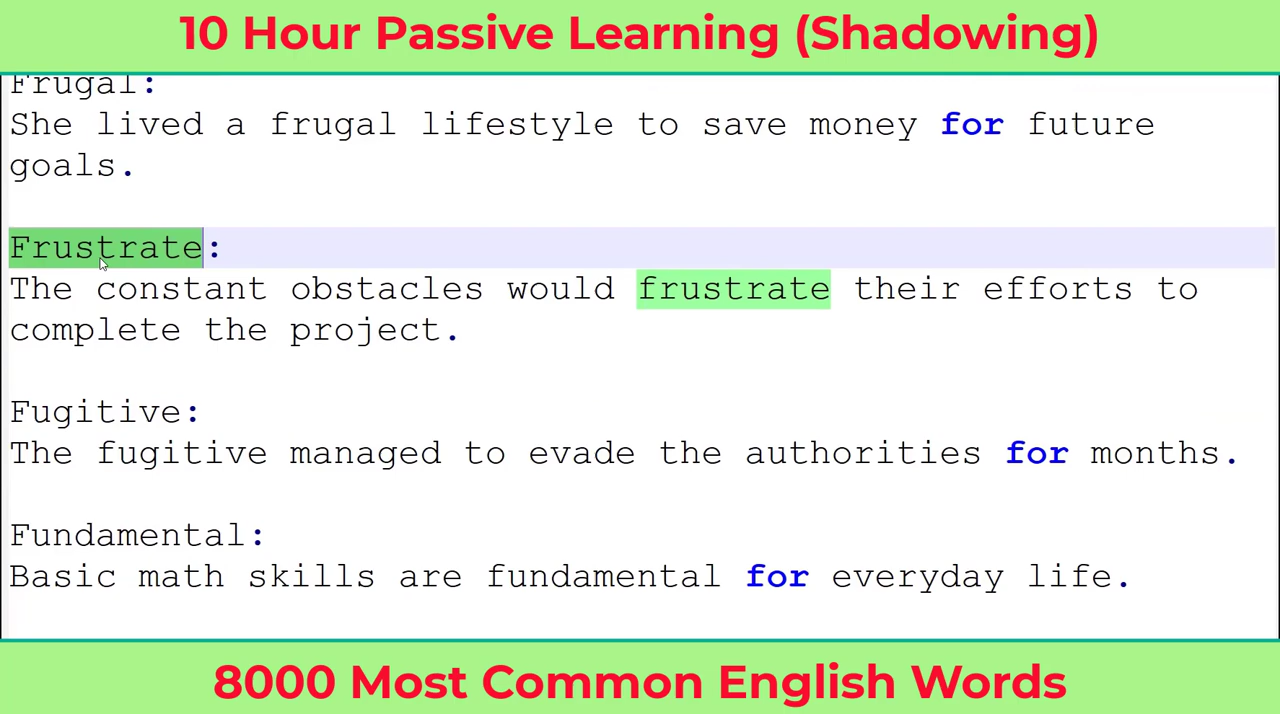 10 Hour Passive Learning (Shadowing)
Frugal:
She lived a frugal lifestyle to save money for future
goals.
Frustrate:
The constant obstacles would frustrate their efforts to
complete the project.
Fugitive:
The fugitive managed to evade the authorities for months.
Fundamental:
Basic math skills are fundamental for everyday life.
8000 Most Common English Words